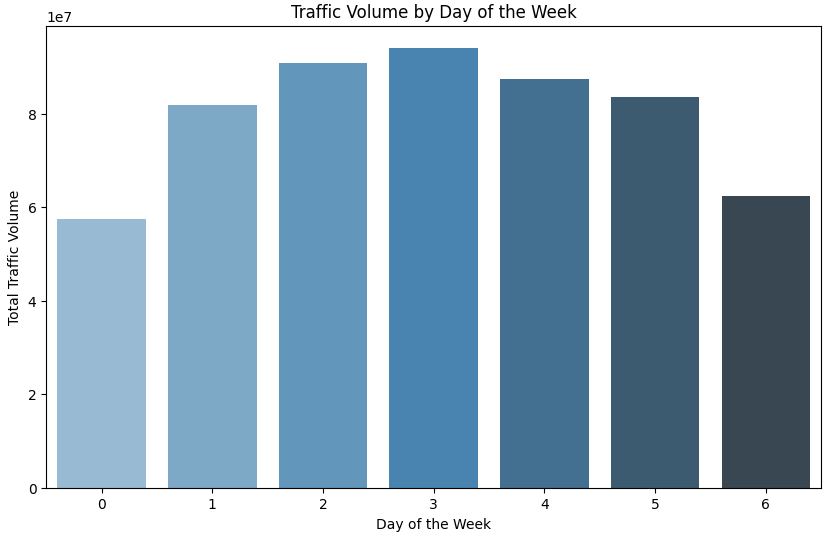 Traffic Volume by Day of the Week
1e7
8
6
4
2
0
Total Traffic Volume
0 1 2 3 4 5 6
Day of the Week